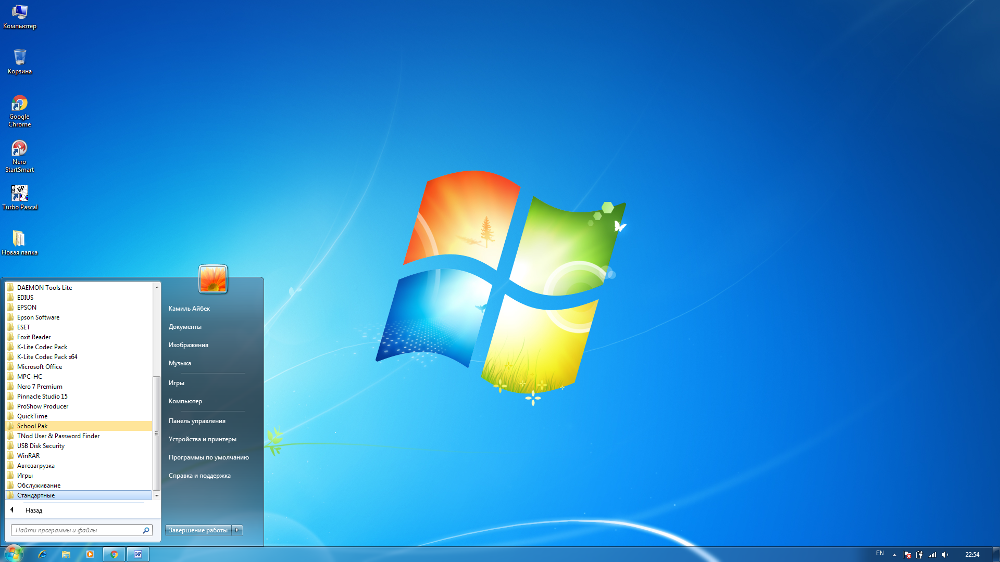 Компьютер
Корзина
Google
Chrome
Nero
StartSmart
Turbo Pascal
Новая папка
DAEMON Tools Lite
EDIUS
EPSON
Epson Software
ESET
Foxit Reader
K-Lite Codec Pack
K-Lite Codec Pack x64
Microsoft Office
MPC-HC
Nero 7 Premium
Pinnacle Studio 15
ProShow Producer
QuickTime
School Pak
TNod User & Password Finder
USB Disk Security
WinRAR
Автозагрузка
Игры
Обслуживание
Стандартные
Назад
Найти программы и файлы
Камиль Айбек
Документы
Изображения
Музыка
Игры
Компьютер
Панель управления
Устройства и принтеры
Программы по умолчанию
Справка и поддержка
Завершение работы
EN
22:54